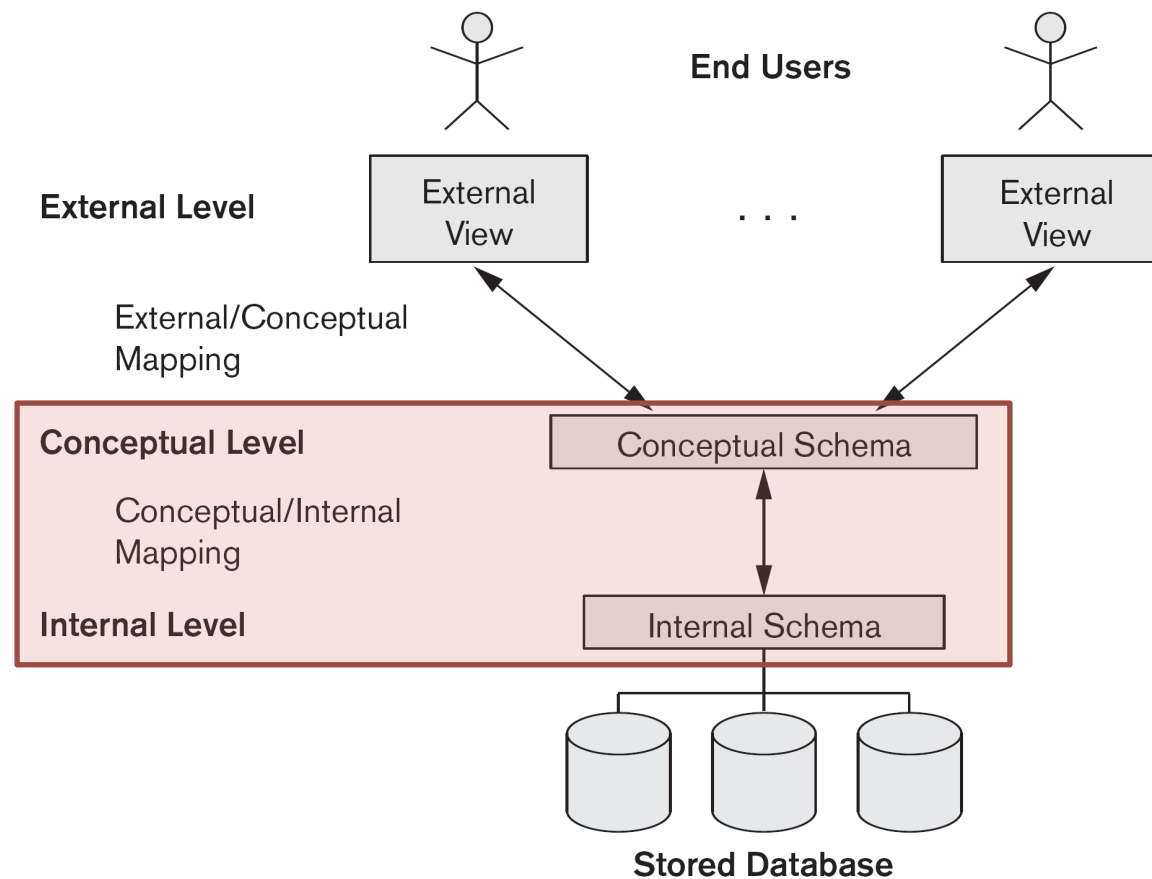 End Users
External Level
External
View
. . .
External
View
External/Conceptual
Mapping
Conceptual Level
Conceptual Schema
Conceptual/Internal
Mapping
Internal Level
Internal Schema
Stored Database